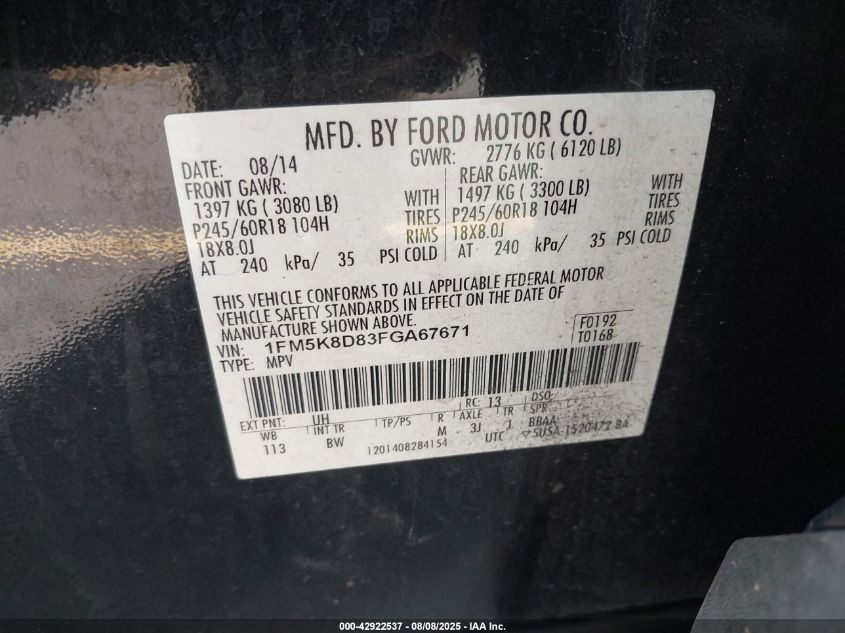 MFD. BY FORD MOTOR CO.
DATE: 08/14 GVWR: 2776 KG ( 6120 LB)
FRONT GAWR: REAR GAWR:
1397 KG ( 3080 LB) WITH 1497 KG ( 3300 LB) WITH
P245/60R18 104H TIRES P245/60R18 104H TIRES
18X8.0J RIMS 18X8.0J RIMS
AT 240 kPa/ 35 PSI COLD AT 240 kPa/ 35 PSI COLD
THIS VEHICLE CONFORMS TO ALL APPLICABLE FEDERAL MOTOR
VEHICLE SAFETY STANDARDS IN EFFECT ON THE DATE OF
MANUFACTURE SHOWN ABOVE.
VIN: 1FM5K8D83FGA67671 F0192
TYPE: MPV T0168
EXT PNT: UH RC: 13 DSO:
WB INT TR TP/PS R AXLE TR SPR
113 BW M 3J J BBAA
1201408284154 UTC 5USA-1520472-BA
000-42922537 - 08/08/2025 - IAA Inc.